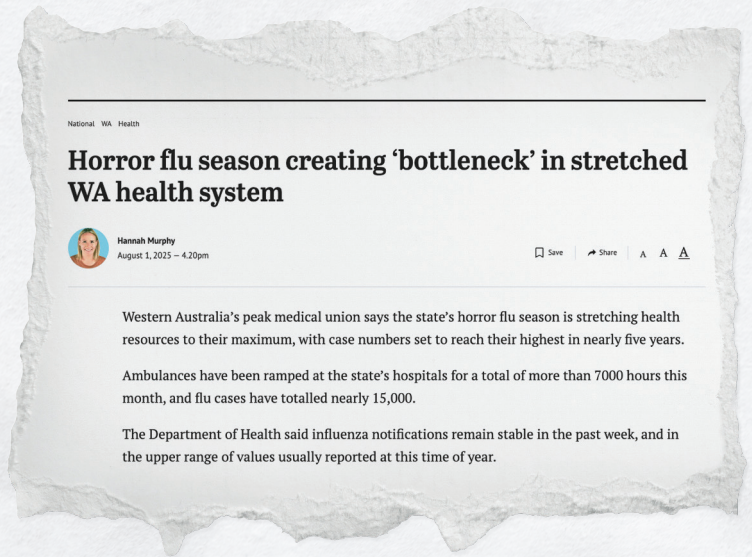 National WA Health
Horror flu season creating ‘bottleneck’ in stretched
WA health system
Hannah Murphy
August 1, 2025 — 4.20pm
Save Share A A A
Western Australia’s peak medical union says the state’s horror flu season is stretching health
resources to their maximum, with case numbers set to reach their highest in nearly five years.
Ambulances have been ramped at the state’s hospitals for a total of more than 7000 hours this
month, and flu cases have totalled nearly 15,000.
The Department of Health said influenza notifications remain stable in the past week, and in
the upper range of values usually reported at this time of year.